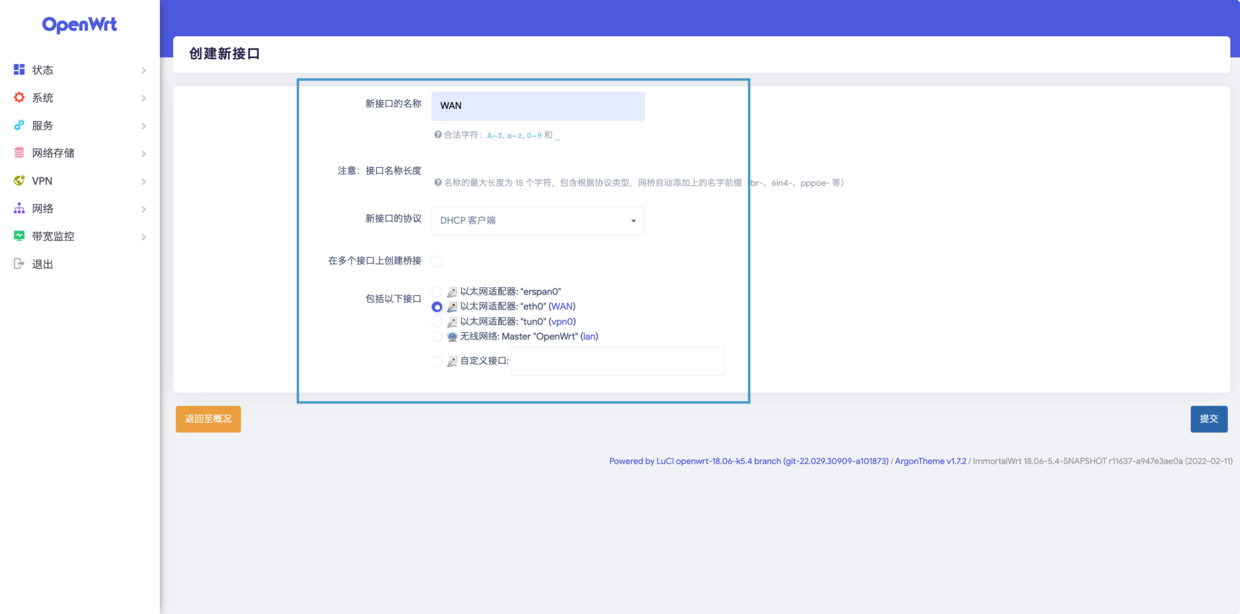 OpenWrt
状态
系统
服务
网络存储
VPN
网络
带宽监控
退出
创建新接口
新接口的名称
WAN
合法字符: A-Z, a-z, 0-9 和 _
注意：接口名称长度
名称的最大长度为 15 个字符，包含根据协议类型，网桥自动添加上的名字前缀（br-、6in4-、pppoe- 等）
新接口的协议
DHCP 客户端
在多个接口上创建桥接
包括以下接口
以太网适配器: "erspan0"
以太网适配器: "eth0" (WAN)
以太网适配器: "tun0" (vpn0)
无线网络: Master "OpenWrt" (lan)
自定义接口:
返回至概况
提交
Powered by LuCI openwrt-18.06-k5.4 branch (git-22.029.30909-a101873) / ArgonTheme v1.7.2 / ImmortalWrt 18.06-5.4-SNAPSHOT r11637-a947e3ae0a (2022-02-11)